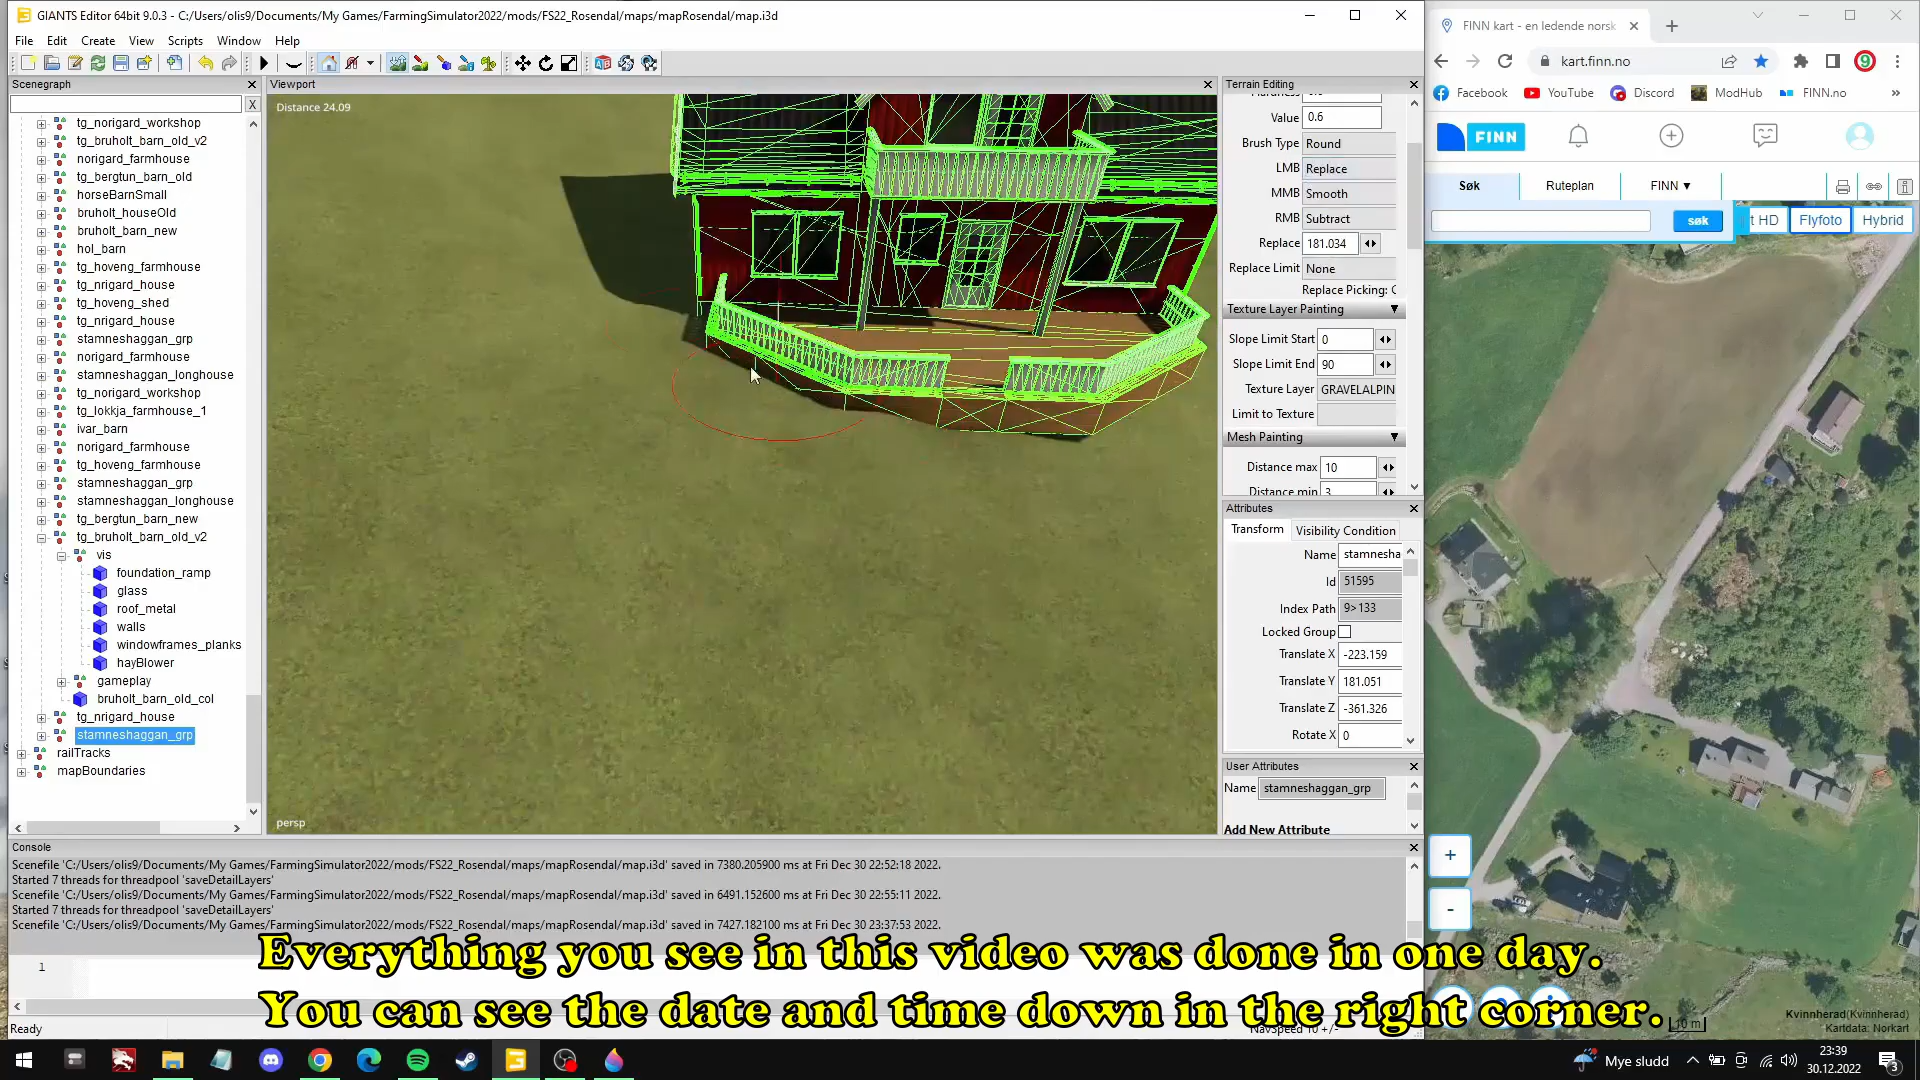 GIANTS Editor 64bit 9.0.3 - C:/Users/olis9/Documents/My Games/FarmingSimulator2022/mods/FS22_Rosendal/maps/mapRosendal/map.i3d
File Edit Create View Scripts Window Help
Scenegraph
X
tg_norigard_workshop
tg_bruholt_barn_old_v2
norigard_farmhouse
tg_bergtun_barn_old
horseBarnSmall
bruholt_houseOld
bruholt_barn_new
hol_barn
tg_hoveng_farmhouse
tg_nrigard_house
tg_hoveng_shed
tg_nrigard_house
stamneshaggan_grp
norigard_farmhouse
stamneshaggan_longhouse
tg_norigard_workshop
tg_lokkja_farmhouse_1
ivar_barn
norigard_farmhouse
tg_hoveng_farmhouse
stamneshaggan_grp
stamneshaggan_longhouse
tg_bergtun_barn_new
tg_bruholt_barn_old_v2
vis
foundation_ramp
glass
roof_metal
walls
windowframes_planks
hayBlower
gameplay
bruholt_barn_old_col
tg_nrigard_house
stamneshaggan_grp
railTracks
mapBoundaries
Viewport
Distance 24.09
persp
Terrain Editing
Value 0.6
Brush Type Round
LMB Replace
MMB Smooth
RMB Subtract
Replace 181.034
Replace Limit None
Replace Picking: C
Texture Layer Painting
Slope Limit Start 0
Slope Limit End 90
Texture Layer GRAVELALPIN
Limit to Texture
Mesh Painting
Distance max 10
Distance min 3
Attributes
Transform Visibility Condition
Name stamnesha
Id 51595
Index Path 9>133
Locked Group
Translate X -223.159
Translate Y 181.051
Translate Z -361.326
Rotate X 0
User Attributes
Name stamneshaggan_grp
Add New Attribute
Console
Scenefile 'C:/Users/olis9/Documents/My Games/FarmingSimulator2022/mods/FS22_Rosendal/maps/mapRosendal/map.i3d' saved in 7380.205900 ms at Fri Dec 30 22:52:18 2022.
Started 7 threads for threadpool 'saveDetailLayers'
Scenefile 'C:/Users/olis9/Documents/My Games/FarmingSimulator2022/mods/FS22_Rosendal/maps/mapRosendal/map.i3d' saved in 6491.152600 ms at Fri Dec 30 22:55:11 2022.
Started 7 threads for threadpool 'saveDetailLayers'
Scenefile 'C:/Users/olis9/Documents/My Games/FarmingSimulator2022/mods/FS22_Rosendal/maps/mapRosendal/map.i3d' saved in 7427.182100 ms at Fri Dec 30 23:37:53 2022.
1
Ready
NavSpeed 10 +/-
FINN kart - en ledende norsk
kart.finn.no
9
Facebook YouTube Discord ModHub FINN.no »
FINN
Søk Ruteplan FINN ▼
søk t HD Flyfoto Hybrid
+
-
10 m
Kvinnherad(Kvinnherad)
Kartdata: Norkart
Everything you see in this video was done in one day.
You can see the date and time down in the right corner.
Mye sludd
23:39
30.12.2022
3